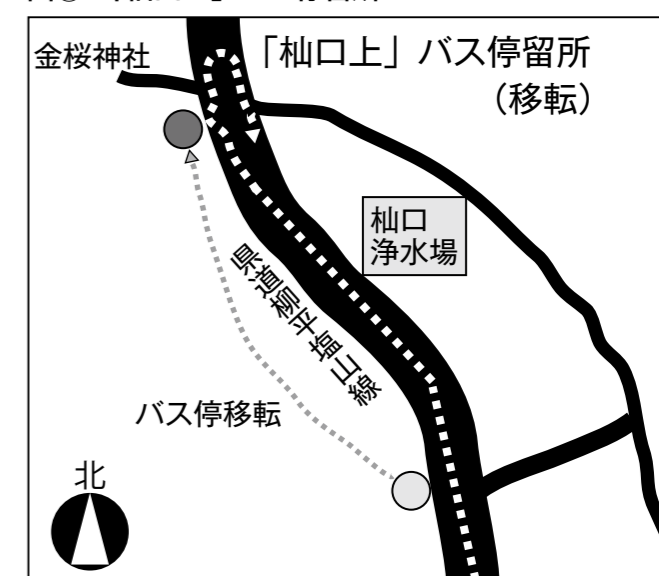 金桜神社
「杣口上」バス停留所
（移転）
杣口
浄水場
県道柳平塩山線
バス停移転
北